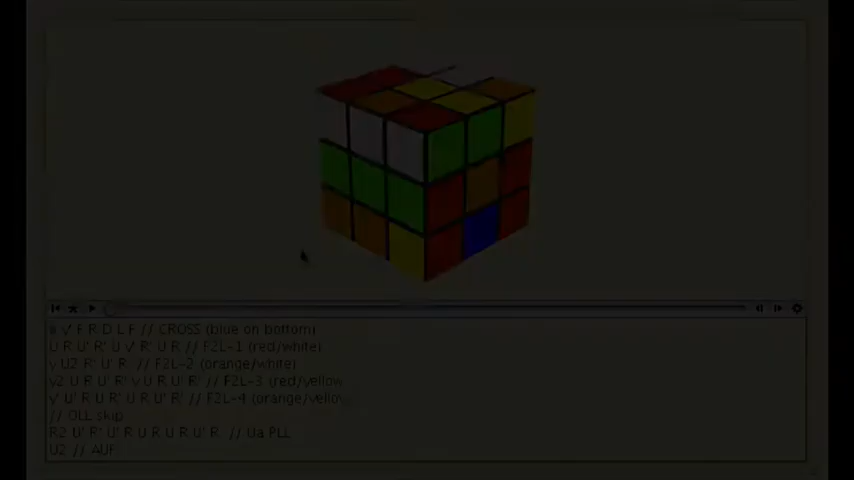 y' F R D L F // CROSS (blue on bottom)
U R U' R' U y' R' U R // F2L-1 (red/white)
y U2 R' U' R // F2L-2 (orange/white)
y2 U R U' R' y U R U' R' // F2L-3 (red/yellow
y' U' R U R' U R U' R' // F2L-4 (orange/yellow
// OLL skip
R2 U' R' U' R U R U R U' R // Ua PLL
U2 // AUF